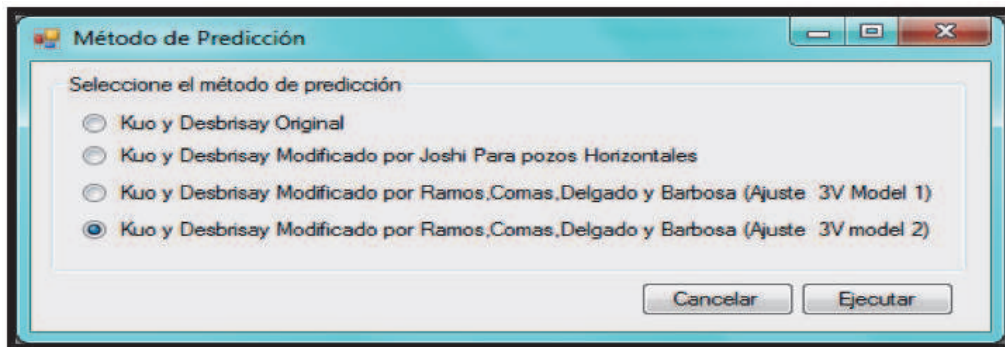 Método de Predicción
Seleccione el método de predicción
Kuo y Desbrisay Original
Kuo y Desbrisay Modificado por Joshi Para pozos Horizontales
Kuo y Desbrisay Modificado por Ramos,Comas,Delgado y Barbosa (Ajuste 3V Model 1)
Kuo y Desbrisay Modificado por Ramos,Comas,Delgado y Barbosa (Ajuste 3V model 2)
Cancelar Ejecutar